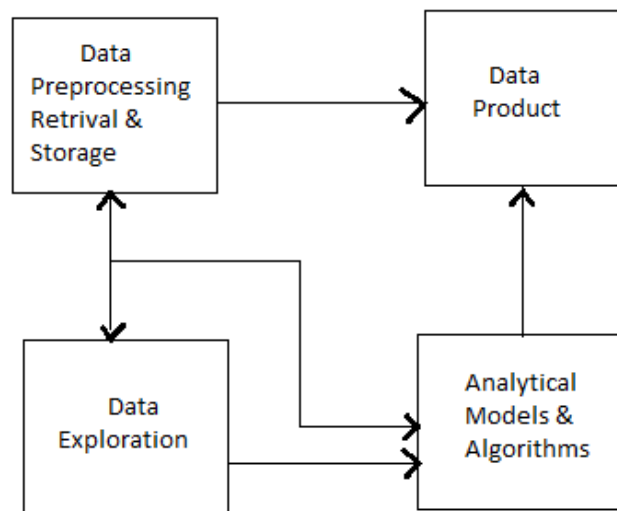 Data
Preprocessing
Retrival &
Storage
Data
Product
Data
Exploration
Analytical
Models &
Algorithms